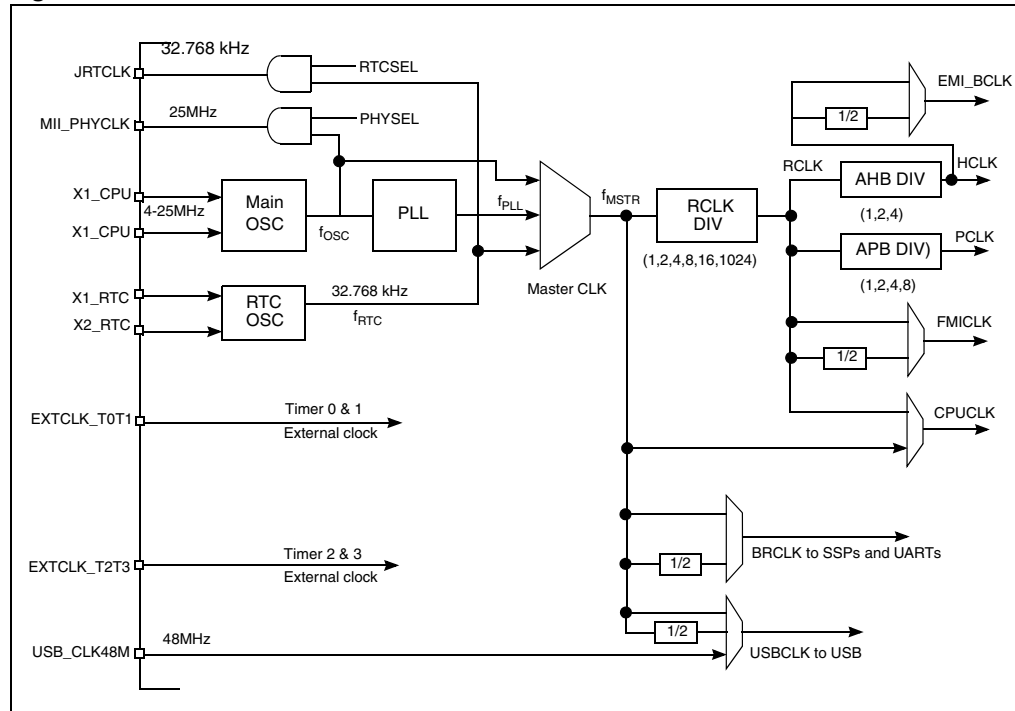 32.768 kHz
JRTCLK
RTCSEL
MII_PHYCLK
25MHz
PHYSEL
EMI_BCLK
1/2
X1_CPU
4-25MHz
X1_CPU
Main
OSC
fOSC
PLL
fPLL
Master CLK
fMSTR
RCLK
DIV
(1,2,4,8,16,1024)
RCLK
AHB DIV
(1,2,4)
HCLK
APB DIV)
(1,2,4,8)
PCLK
X1_RTC
X2_RTC
RTC
OSC
32.768 kHz
fRTC
1/2
FMICLK
CPUCLK
EXTCLK_T0T1
Timer 0 & 1
External clock
EXTCLK_T2T3
Timer 2 & 3
External clock
1/2
BRCLK to SSPs and UARTs
USB_CLK48M
48MHz
1/2
USBCLK to USB